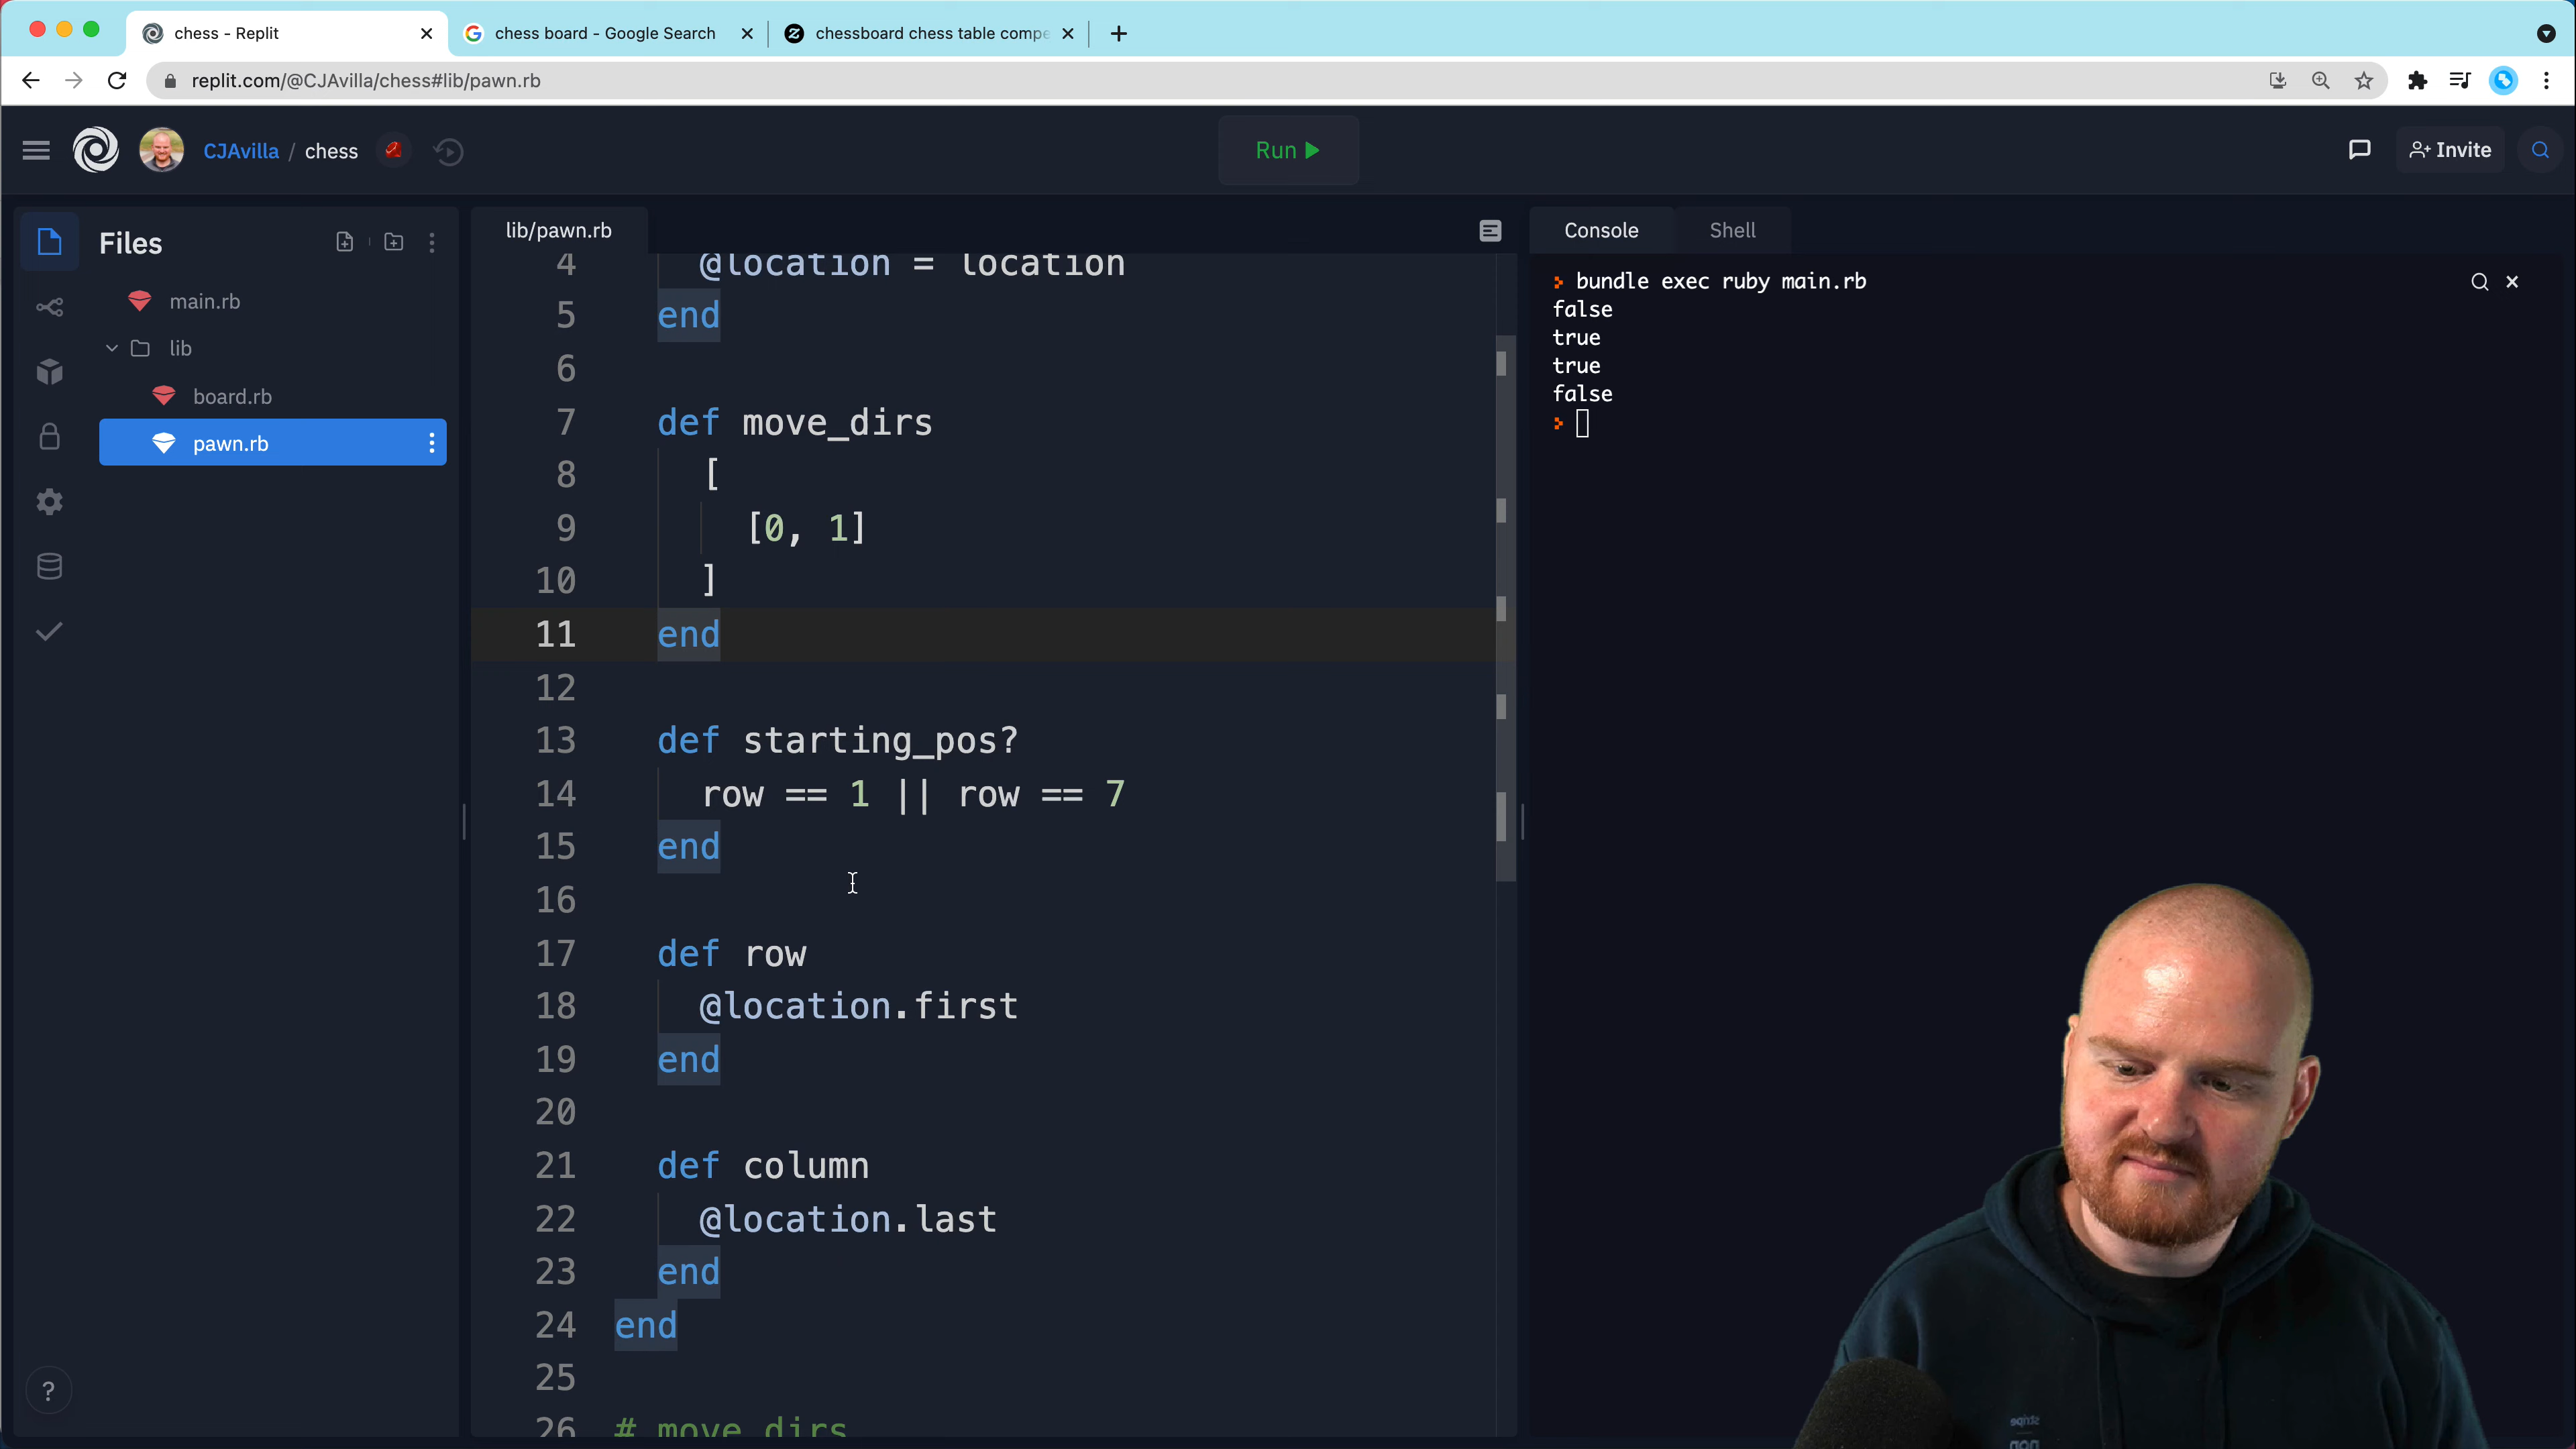 chess - Replit
chess board - Google Search
chessboard chess table compe
replit.com/@CJAvilla/chess#lib/pawn.rb
CJAvilla / chess
Run
Invite
Files
main.rb
lib
board.rb
pawn.rb
?
lib/pawn.rb
4 @location = location
5 end
6
7 def move_dirs
8 [
9 [0, 1]
10 ]
11 end
12
13 def starting_pos?
14 row == 1 || row == 7
15 end
16
17 def row
18 @location.first
19 end
20
21 def column
22 @location.last
23 end
24 end
25
26 # move dirs
Console
Shell
bundle exec ruby main.rb
false
true
true
false